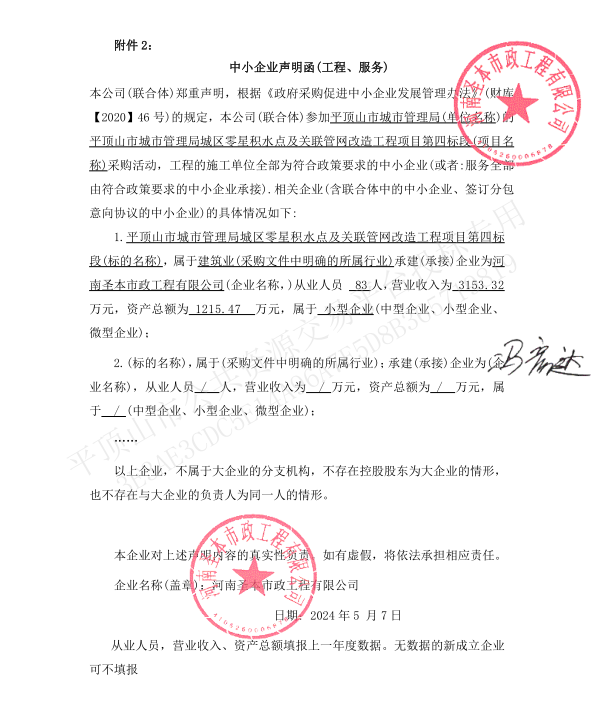 附件 2：
中小企业声明函(工程、服务)
本公司(联合体)郑重声明，根据《政府采购促进中小企业发展管理办法》(财库
【2020】46 号)的规定，本公司(联合体)参加平顶山市城市管理局(单位名称)的
平顶山市城市管理局城区零星积水点及关联管网改造工程项目第四标段(项目名
称)采购活动，工程的施工单位全部为符合政策要求的中小企业(或者:服务全部
由符合政策要求的中小企业承接).相关企业(含联合体中的中小企业、签订分包
意向协议的中小企业)的具体情况如下:
1.平顶山市城市管理局城区零星积水点及关联管网改造工程项目第四标
段(标的名称)，属于建筑业(采购文件中明确的所属行业)承建(承接)企业为河
南圣本市政工程有限公司(企业名称，)从业人员 83人，营业收入为 3153.32
万元，资产总额为 1215.47 万元，属于 小型企业(中型企业、小型企业、
微型企业)；
2.(标的名称)，属于(采购文件中明确的所属行业)；承建(承接)企业为(企
业名称)，从业人员 / 人，营业收入为 / 万元，资产总额为 / 万元，属
于 / (中型企业、小型企业、微型企业)；
……
以上企业，不属于大企业的分支机构，不存在控股股东为大企业的情形，
也不存在与大企业的负责人为同一人的情形。
本企业对上述声明内容的真实性负责 如有虚假，将依法承担相应责任。
企业名称(盖章)：河南圣本市政工程有限公司
日期：2024 年 5 月 7 日
从业人员，营业收入、资产总额填报上一年度数据。无数据的新成立企业
可不填报
河南圣本市政工程有限公司
河南圣本市政工程有限公司